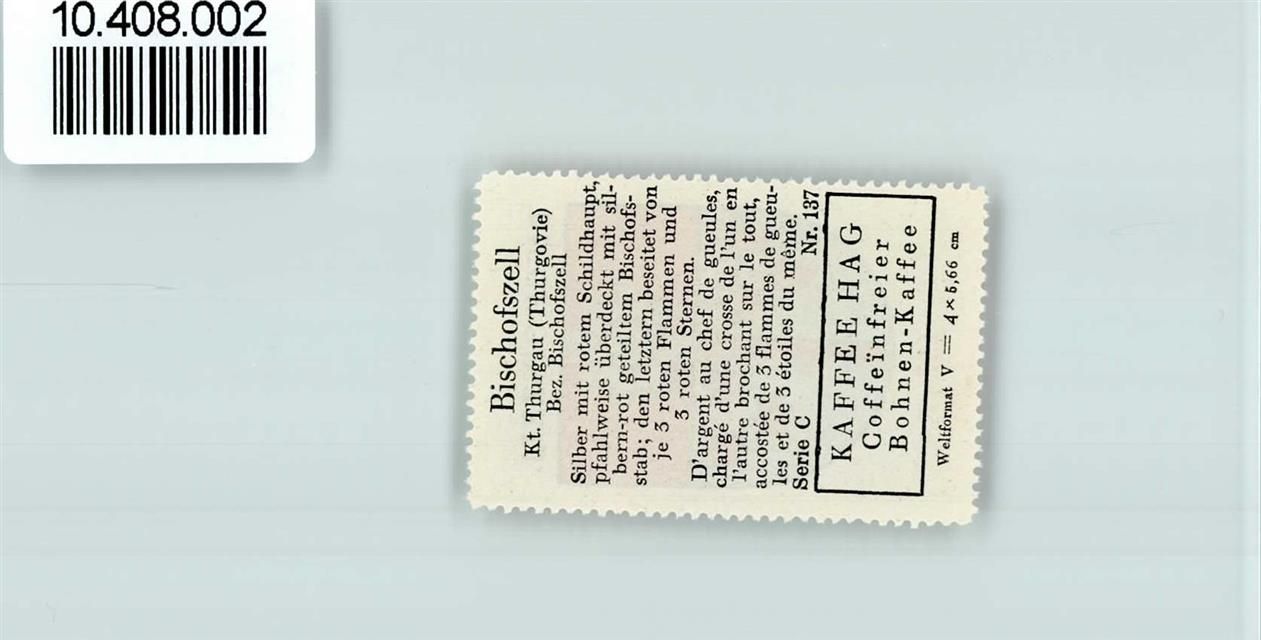 10.408.002
Bischofszell
Kt. Thurgau (Thurgovie)
Bez. Bischofszell
Silber mit rotem Schildhaupt,
pfahlweise überdeckt mit sil-
bern-rot geteiltem Bischofs-
stab; den letztern beseitet von
je 3 roten Flammen und
3 roten Sternen.
D'argent au chef de gueules,
chargé d'une crosse de l'un en
l'autre brochant sur le tout,
accostée de 3 flammes de gueu-
les et de 3 étoiles du même.
Serie C Nr. 137
KAFFEE HAG
Coffeïnfreier
Bohnen-Kaffee
Weltformat V = 4 × 5,66 cm